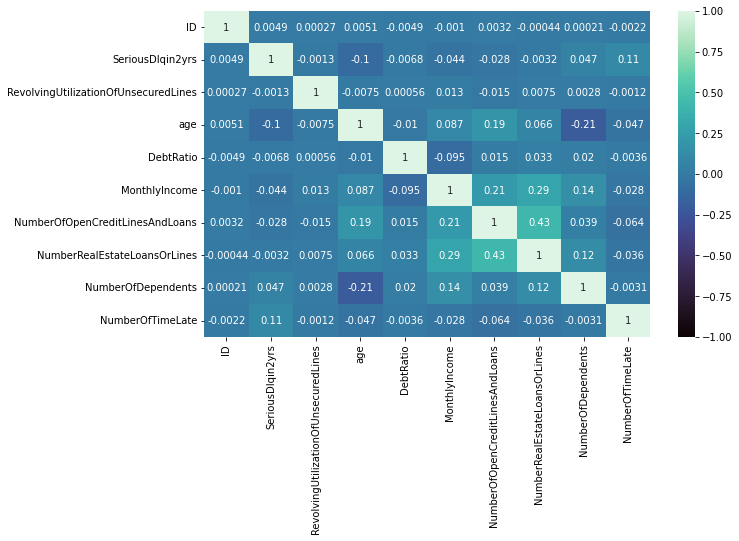 ID 1 0.0049 0.00027 0.0051 -0.0049 -0.001 0.0032 -0.00044 0.00021 -0.0022
SeriousDlqin2yrs 0.0049 1 -0.0013 -0.1 -0.0068 -0.044 -0.028 -0.0032 0.047 0.11
RevolvingUtilizationOfUnsecuredLines 0.00027 -0.0013 1 -0.0075 0.00056 0.013 -0.015 0.0075 0.0028 -0.0012
age 0.0051 -0.1 -0.0075 1 -0.01 0.087 0.19 0.066 -0.21 -0.047
DebtRatio -0.0049 -0.0068 0.00056 -0.01 1 -0.095 0.015 0.033 0.02 -0.0036
MonthlyIncome -0.001 -0.044 0.013 0.087 -0.095 1 0.21 0.29 0.14 -0.028
NumberOfOpenCreditLinesAndLoans 0.0032 -0.028 -0.015 0.19 0.015 0.21 1 0.43 0.039 -0.064
NumberRealEstateLoansOrLines -0.00044 -0.0032 0.0075 0.066 0.033 0.29 0.43 1 0.12 -0.036
NumberOfDependents 0.00021 0.047 0.0028 -0.21 0.02 0.14 0.039 0.12 1 -0.0031
NumberOfTimeLate -0.0022 0.11 -0.0012 -0.047 -0.0036 -0.028 -0.064 -0.036 -0.0031 1
ID
SeriousDlqin2yrs
RevolvingUtilizationOfUnsecuredLines
age
DebtRatio
MonthlyIncome
NumberOfOpenCreditLinesAndLoans
NumberRealEstateLoansOrLines
NumberOfDependents
NumberOfTimeLate
1.00
0.75
0.50
0.25
0.00
-0.25
-0.50
-0.75
-1.00